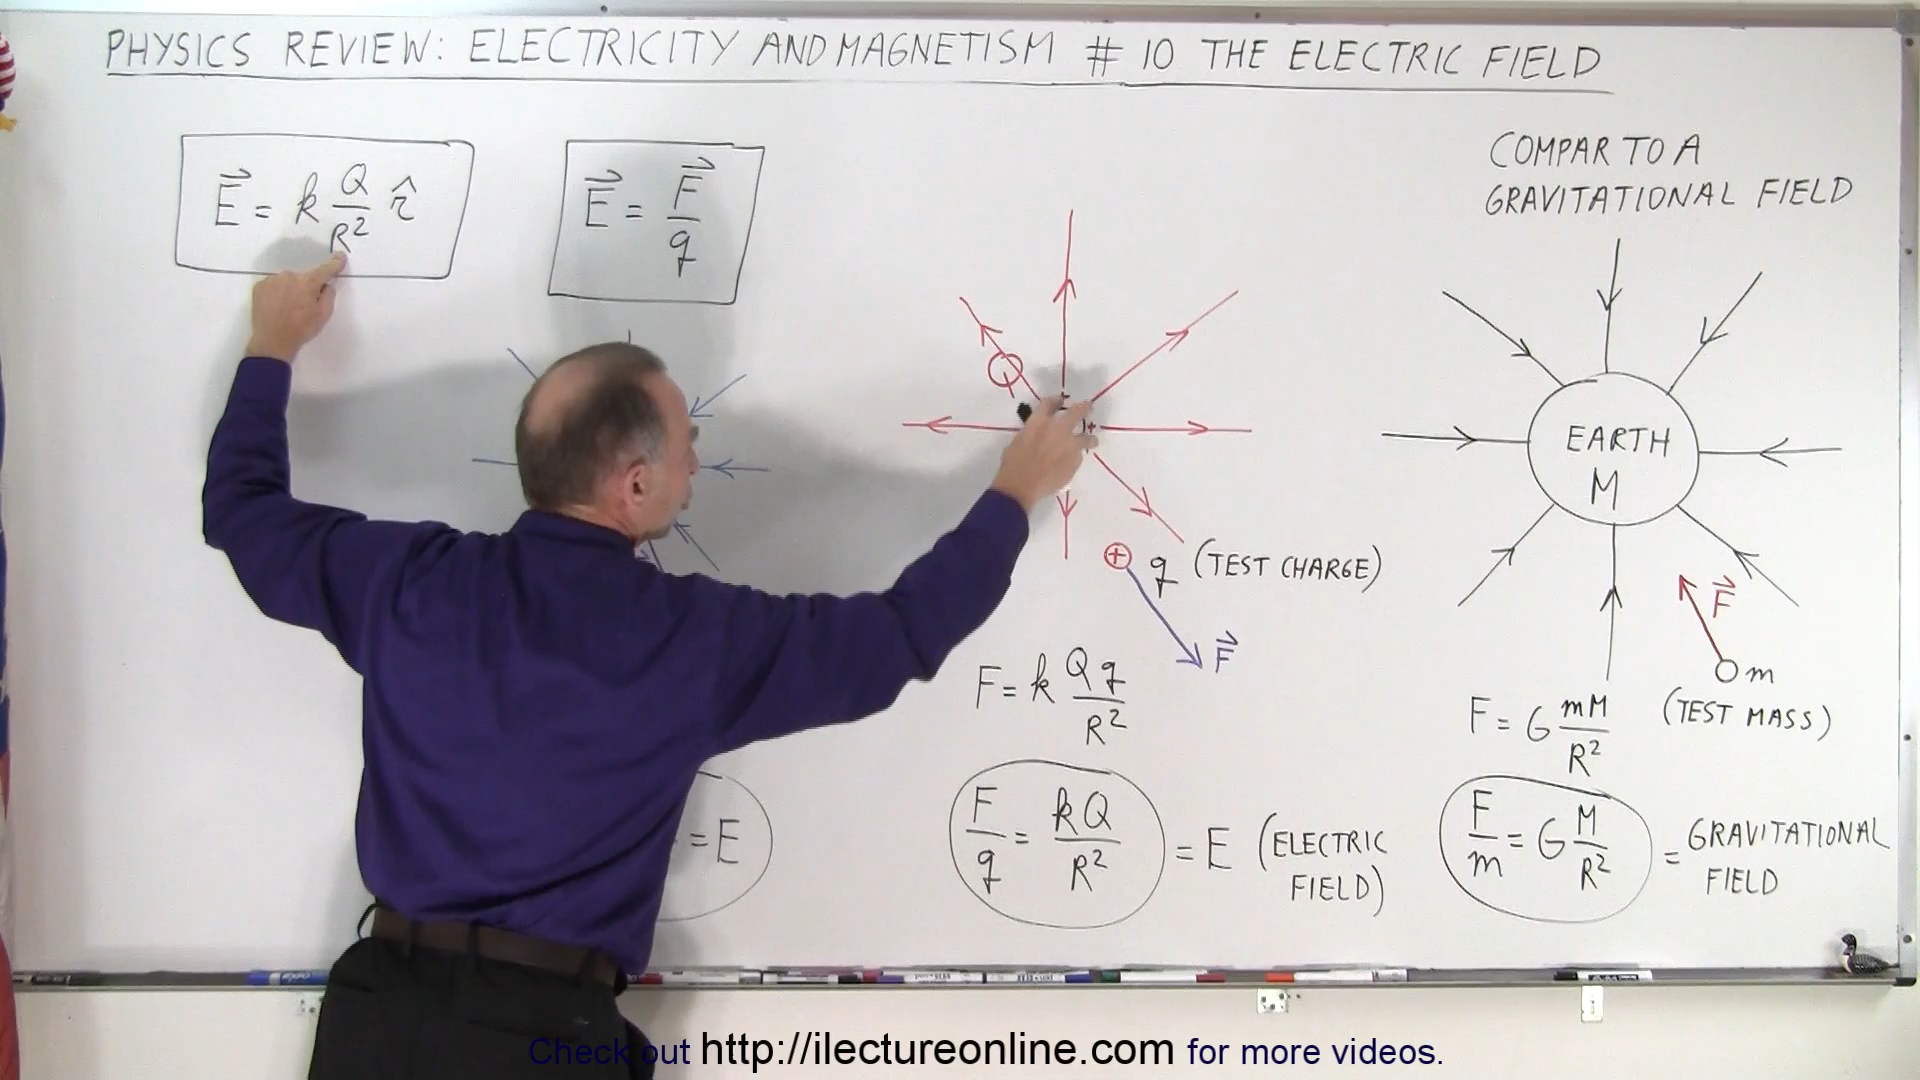 PHYSICS REVIEW: ELECTRICITY AND MAGNETISM # 10 THE ELECTRIC FIELD
E⃗ = k Q/R² r̂
E⃗ = F⃗/q
COMPAR TO A
GRAVITATIONAL FIELD
Q
+
+
+ q (TEST CHARGE)
F⃗
F = k Qq/R²
F/q = kQ/R² = E (ELECTRIC
FIELD)
= E
EARTH
M
F⃗
m
(TEST MASS)
F = G mM/R²
F/m = G M/R² = GRAVITATIONAL
FIELD
Check out http://ilectureonline.com for more videos.